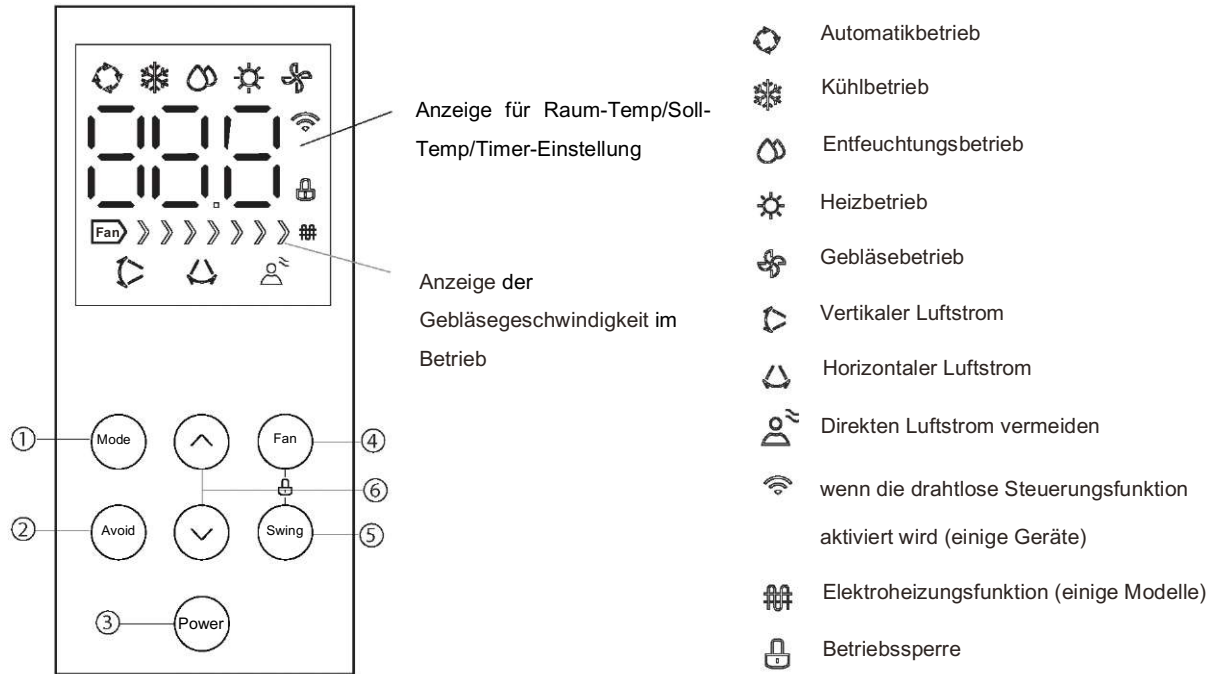 88.8
Fan
Anzeige für Raum-Temp/Soll-
Temp/Timer-Einstellung
Anzeige der
Gebläsegeschwindigkeit im
Betrieb
① Mode Fan ④
⑥
② Avoid Swing ⑤
③ Power
Automatikbetrieb
Kühlbetrieb
Entfeuchtungsbetrieb
Heizbetrieb
Gebläsebetrieb
Vertikaler Luftstrom
Horizontaler Luftstrom
Direkten Luftstrom vermeiden
wenn die drahtlose Steuerungsfunktion
aktiviert wird (einige Geräte)
Elektroheizungsfunktion (einige Modelle)
Betriebssperre